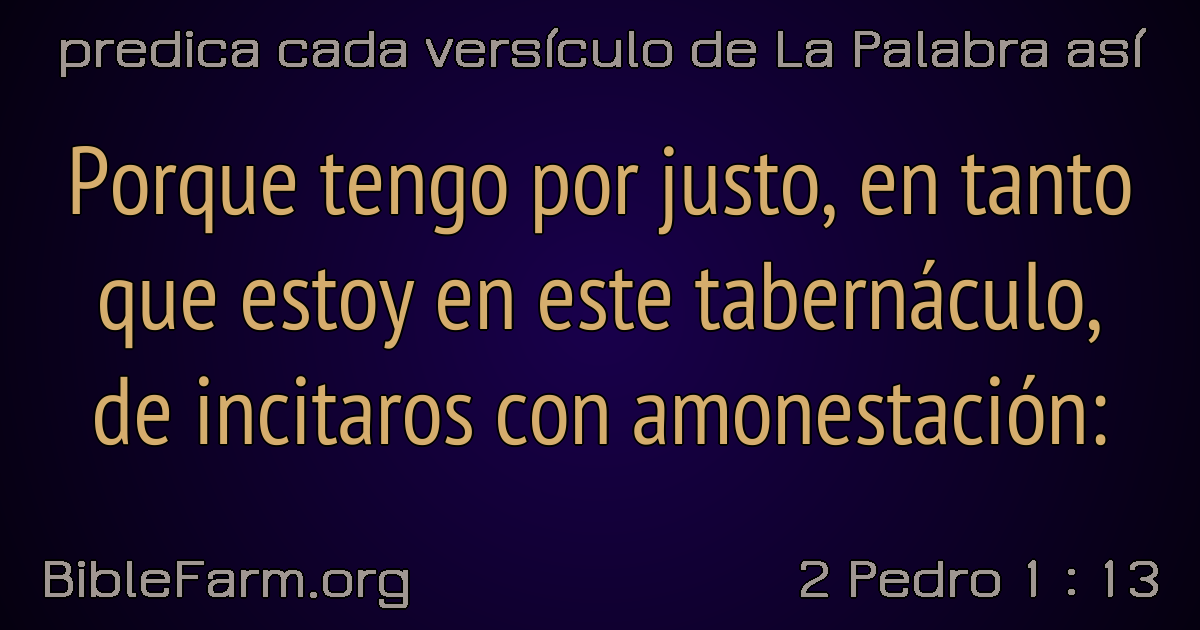 predica cada versículo de La Palabra así
Porque tengo por justo, en tanto
que estoy en este tabernáculo,
de incitaros con amonestación:
BibleFarm.org
2 Pedro 1 : 13